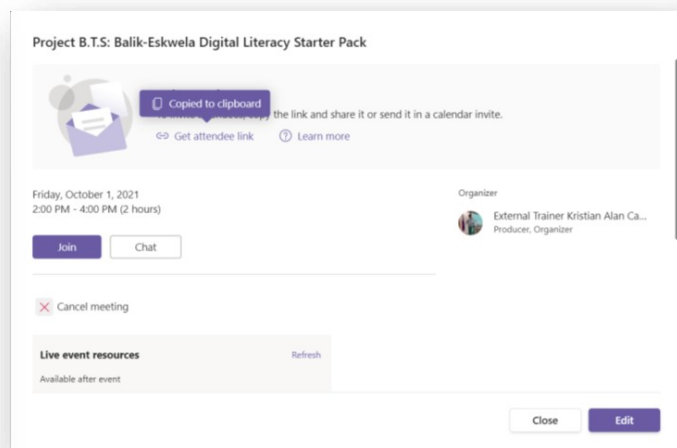 Project B.T.S: Balik-Eskwela Digital Literacy Starter Pack
Copied to clipboard
the link and share it or send it in a calendar invite.
Get attendee link
Learn more
Friday, October 1, 2021
2:00 PM - 4:00 PM (2 hours)
Organizer
External Trainer Kristian Alan Ca...
Producer, Organizer
Join
Chat
Cancel meeting
Live event resources
Refresh
Available after event
Close
Edit